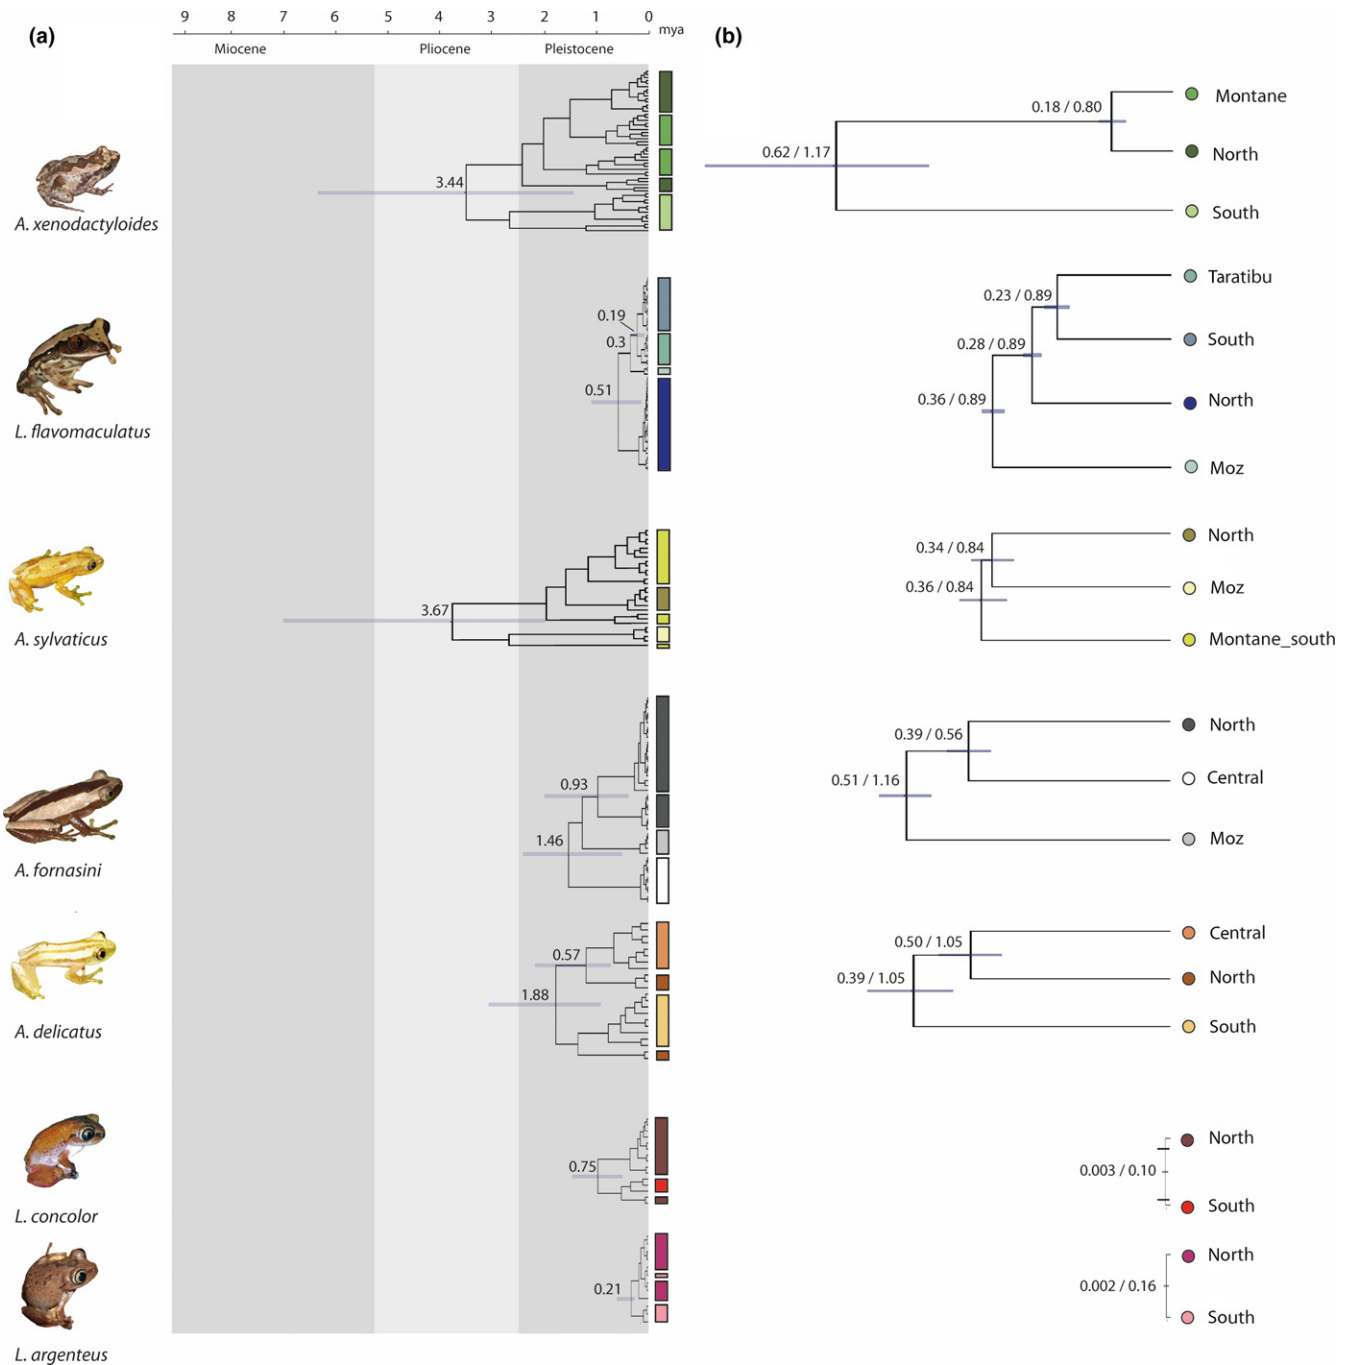 (a)
9 8 7 6 5 4 3 2 1 0
mya
Miocene Pliocene Pleistocene
3.44
A. xenodactyloides
0.19
0.3
0.51
L. flavomaculatus
3.67
A. sylvaticus
0.93
1.46
A. fornasini
0.57
1.88
A. delicatus
0.75
L. concolor
0.21
L. argenteus
(b)
0.18 / 0.80
Montane
0.62 / 1.17
North
South
Taratibu
0.23 / 0.89
South
0.28 / 0.89
0.36 / 0.89
North
Moz
North
0.34 / 0.84
0.36 / 0.84
Moz
Montane_south
North
0.39 / 0.56
0.51 / 1.16
Central
Moz
Central
0.50 / 1.05
0.39 / 1.05
North
South
North
0.003 / 0.10
South
North
0.002 / 0.16
South